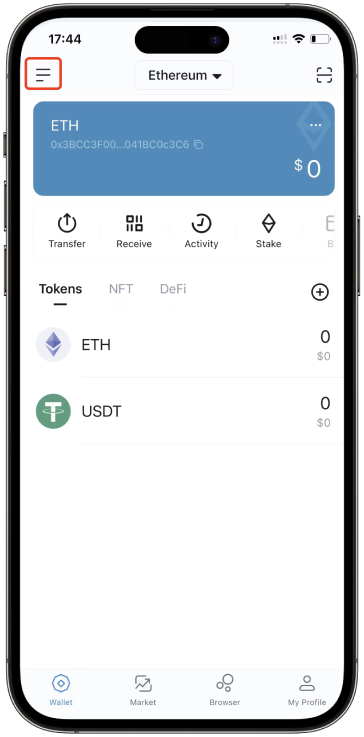 17:44
Ethereum
ETH
0x3BCC3F00...041BC0c3C6
$ 0
Transfer
Receive
Activity
Stake
B
Tokens
NFT
DeFi
ETH
0
$0
USDT
0
$0
Wallet
Market
Browser
My Profile